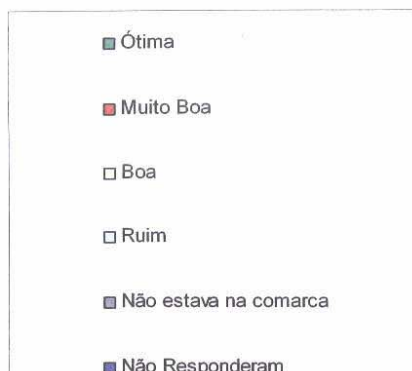 Ótima
Muito Boa
Boa
Ruim
Não estava na comarca
Não Responderam